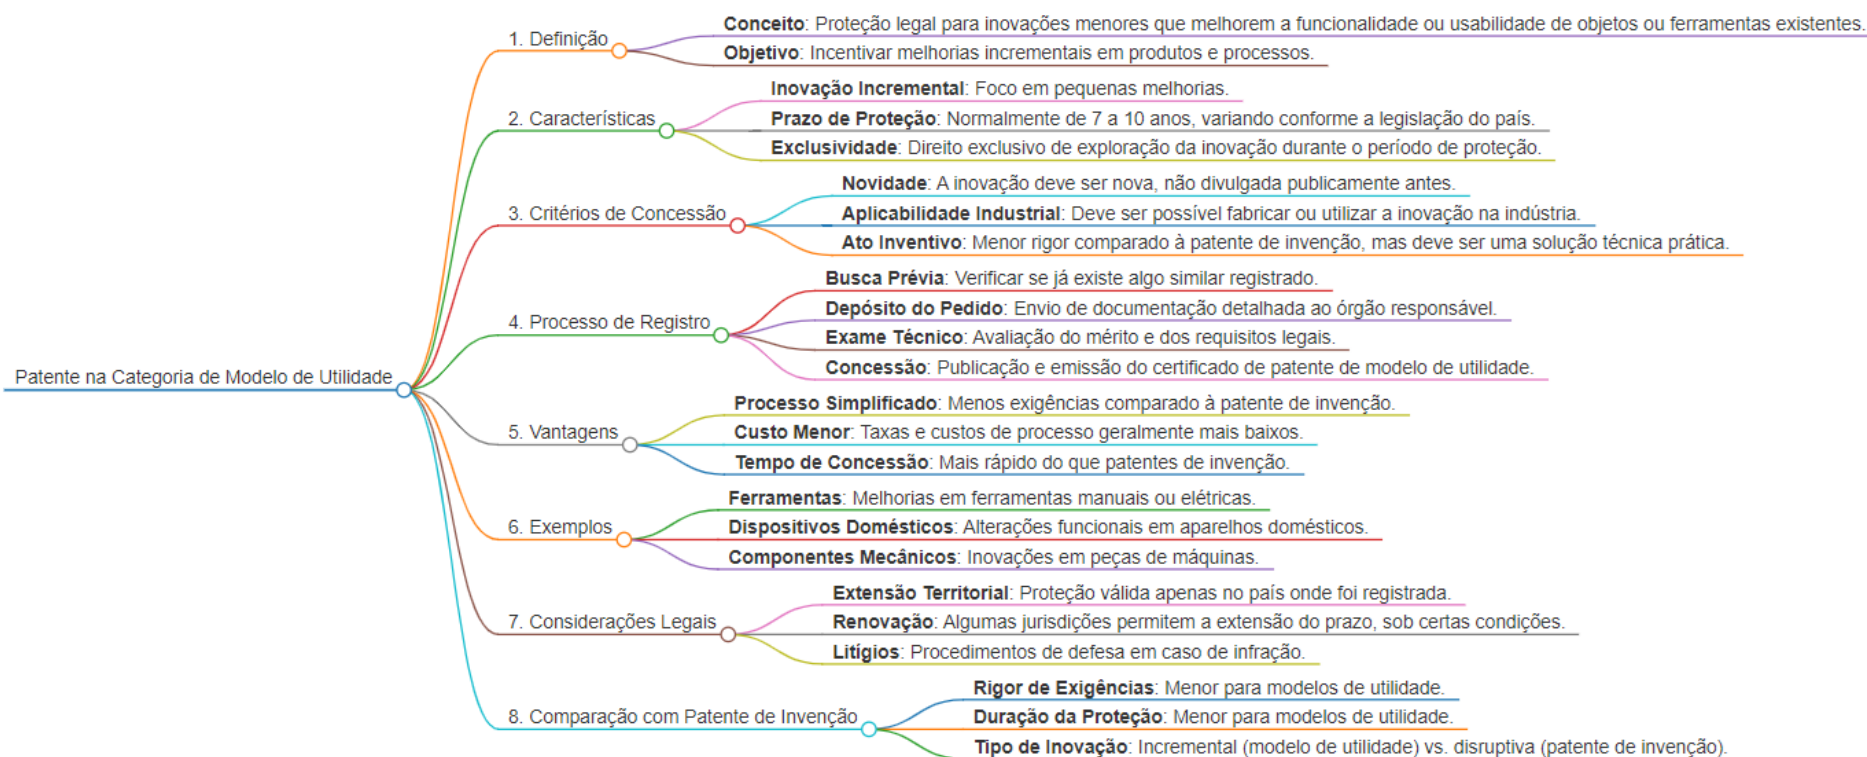 Patente na Categoria de Modelo de Utilidade
1. Definição
Conceito: Proteção legal para inovações menores que melhorem a funcionalidade ou usabilidade de objetos ou ferramentas existentes.
Objetivo: Incentivar melhorias incrementais em produtos e processos.
2. Características
Inovação Incremental: Foco em pequenas melhorias.
Prazo de Proteção: Normalmente de 7 a 10 anos, variando conforme a legislação do país.
Exclusividade: Direito exclusivo de exploração da inovação durante o período de proteção.
3. Critérios de Concessão
Novidade: A inovação deve ser nova, não divulgada publicamente antes.
Aplicabilidade Industrial: Deve ser possível fabricar ou utilizar a inovação na indústria.
Ato Inventivo: Menor rigor comparado à patente de invenção, mas deve ser uma solução técnica prática.
4. Processo de Registro
Busca Prévia: Verificar se já existe algo similar registrado.
Depósito do Pedido: Envio de documentação detalhada ao órgão responsável.
Exame Técnico: Avaliação do mérito e dos requisitos legais.
Concessão: Publicação e emissão do certificado de patente de modelo de utilidade.
5. Vantagens
Processo Simplificado: Menos exigências comparado à patente de invenção.
Custo Menor: Taxas e custos de processo geralmente mais baixos.
Tempo de Concessão: Mais rápido do que patentes de invenção.
6. Exemplos
Ferramentas: Melhorias em ferramentas manuais ou elétricas.
Dispositivos Domésticos: Alterações funcionais em aparelhos domésticos.
Componentes Mecânicos: Inovações em peças de máquinas.
7. Considerações Legais
Extensão Territorial: Proteção válida apenas no país onde foi registrada.
Renovação: Algumas jurisdições permitem a extensão do prazo, sob certas condições.
Litígios: Procedimentos de defesa em caso de infração.
8. Comparação com Patente de Invenção
Rigor de Exigências: Menor para modelos de utilidade.
Duração da Proteção: Menor para modelos de utilidade.
Tipo de Inovação: Incremental (modelo de utilidade) vs. disruptiva (patente de invenção).